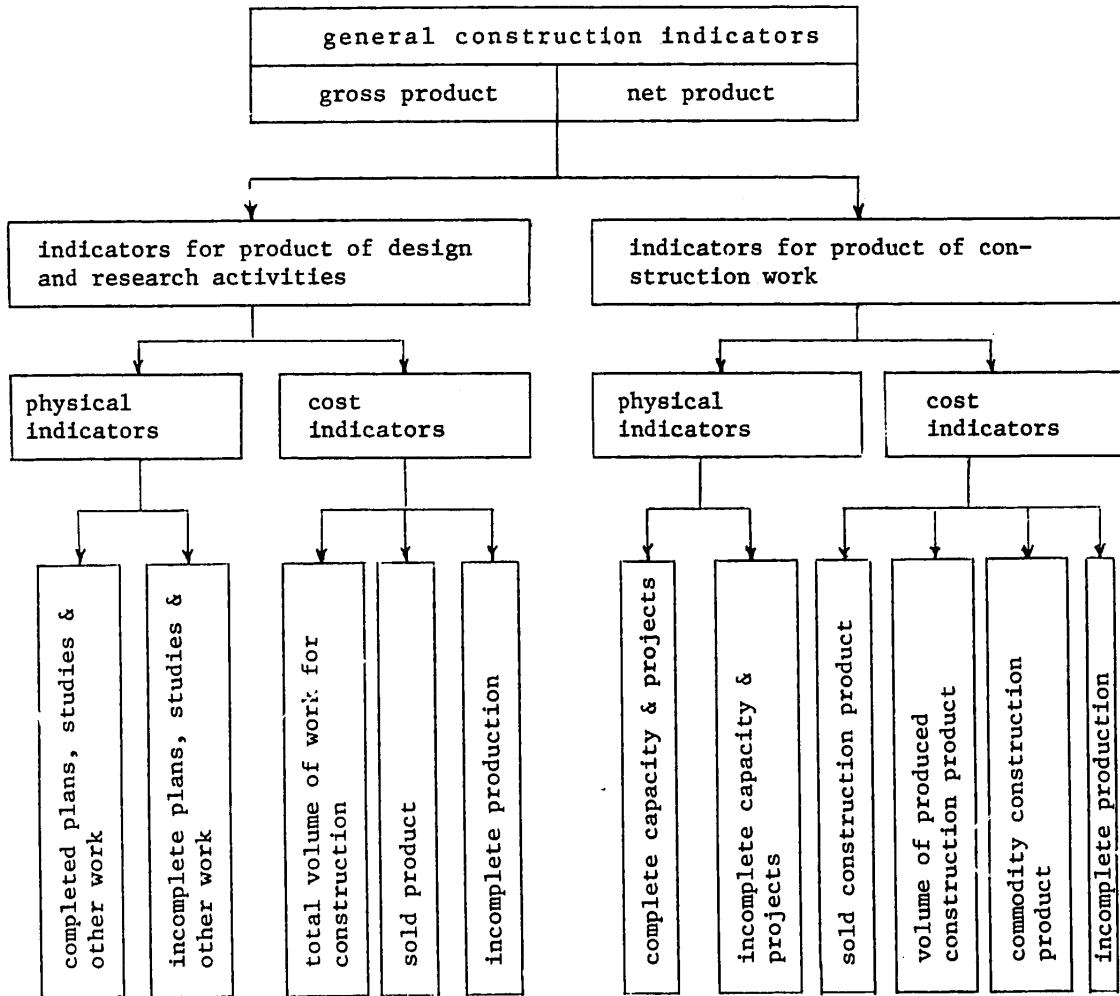 general construction indicators
gross product
net product
indicators for product of design
and research activities
indicators for product of con-
struction work
physical
indicators
cost
indicators
physical
indicators
cost
indicators
completed plans, studies &
other work
incomplete plans, studies &
other work
total volume of work for
construction
sold product
incomplete production
complete capacity & projects
incomplete capacity &
projects
sold construction product
volume of produced
construction product
commodity construction
product
incomplete production